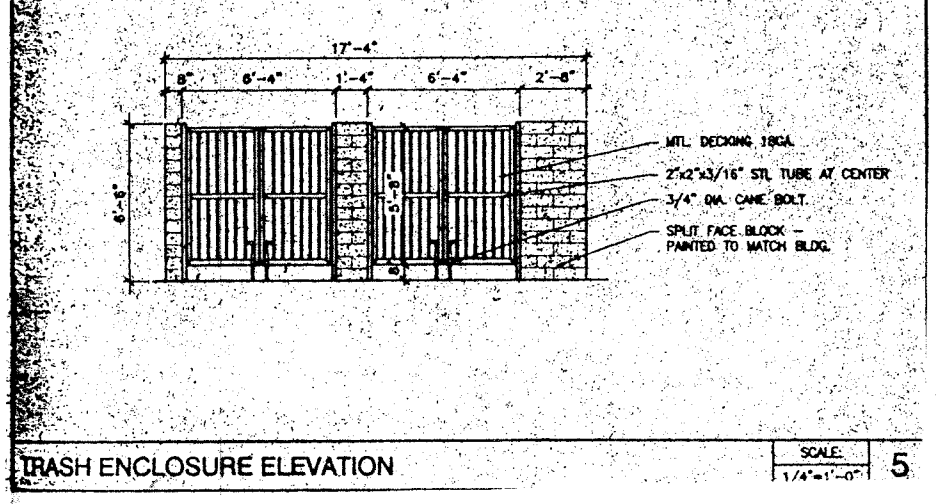 17'-4"
8" 6'-4" 1'-4" 6'-4" 2'-8"
6'-6"
5'-8"
8"
MTL. DECKING 18GA.
2"x2"x3/16" STL TUBE AT CENTER
3/4" DIA. CANE BOLT.
SPLIT FACE BLOCK -
PAINTED TO MATCH BLDG.
TRASH ENCLOSURE ELEVATION
SCALE:
1/4"=1'-0"
5